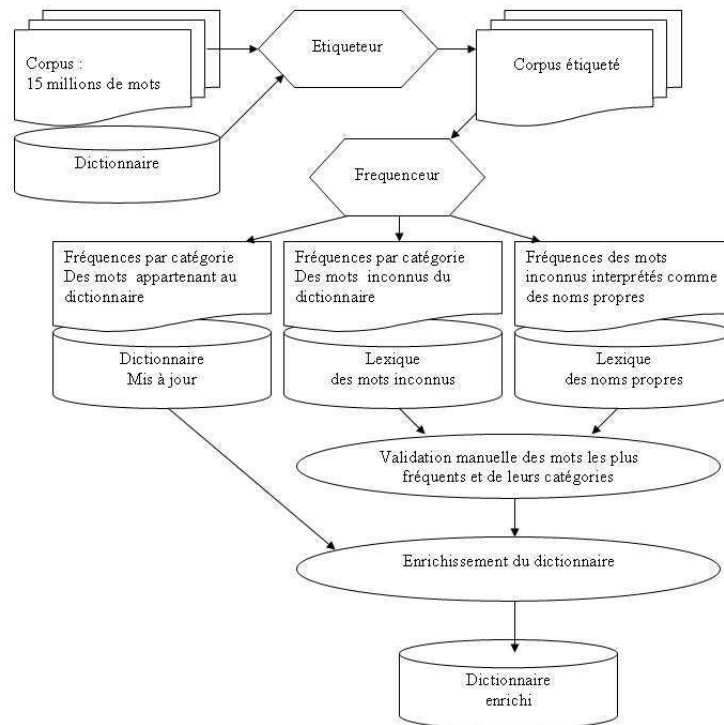 Corpus :
15 millions de mots
Etiqueteur
Corpus étiqueté
Dictionnaire
Frequenceur
Fréquences par catégorie
Des mots appartenant au
dictionnaire
Fréquences par catégorie
Des mots inconnus du
dictionnaire
Fréquences des mots
inconnus interprétés comme
des noms propres
Dictionnaire
Mis à jour
Lexique
des mots inconnus
Lexique
des noms propres
Validation manuelle des mots les plus
fréquents et de leurs catégories
Enrichissement du dictionnaire
Dictionnaire
enrichi